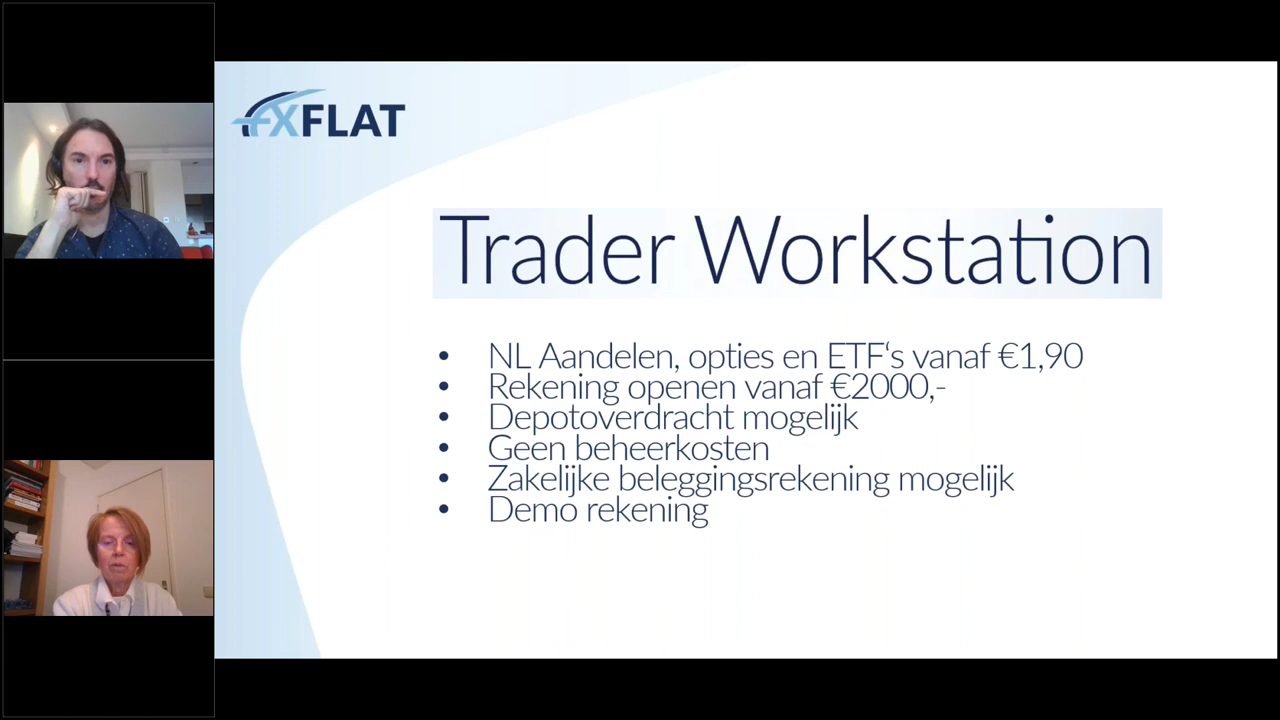 FXFLAT
Trader Workstation
• NL Aandelen, opties en ETF‘s vanaf €1,90
• Rekening openen vanaf €2000,-
• Depotoverdracht mogelijk
• Geen beheerkosten
• Zakelijke beleggingsrekening mogelijk
• Demo rekening